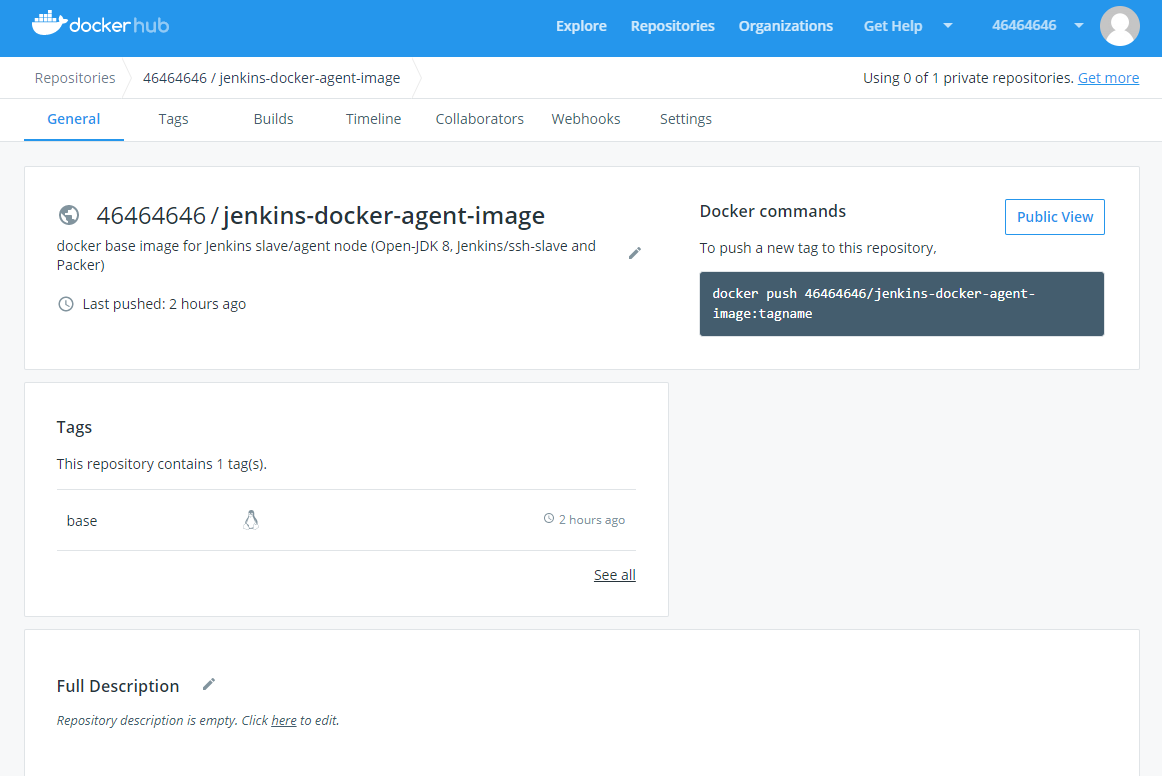 dockerhub
Explore
Repositories
Organizations
Get Help
46464646
Repositories
46464646 / jenkins-docker-agent-image
Using 0 of 1 private repositories. Get more
General
Tags
Builds
Timeline
Collaborators
Webhooks
Settings
46464646 / jenkins-docker-agent-image
docker base image for Jenkins slave/agent node (Open-JDK 8, Jenkins/ssh-slave and
Packer)
Last pushed: 2 hours ago
Docker commands
Public View
To push a new tag to this repository,
docker push 46464646/jenkins-docker-agent-
image:tagname
Tags
This repository contains 1 tag(s).
base
2 hours ago
See all
Full Description
Repository description is empty. Click here to edit.